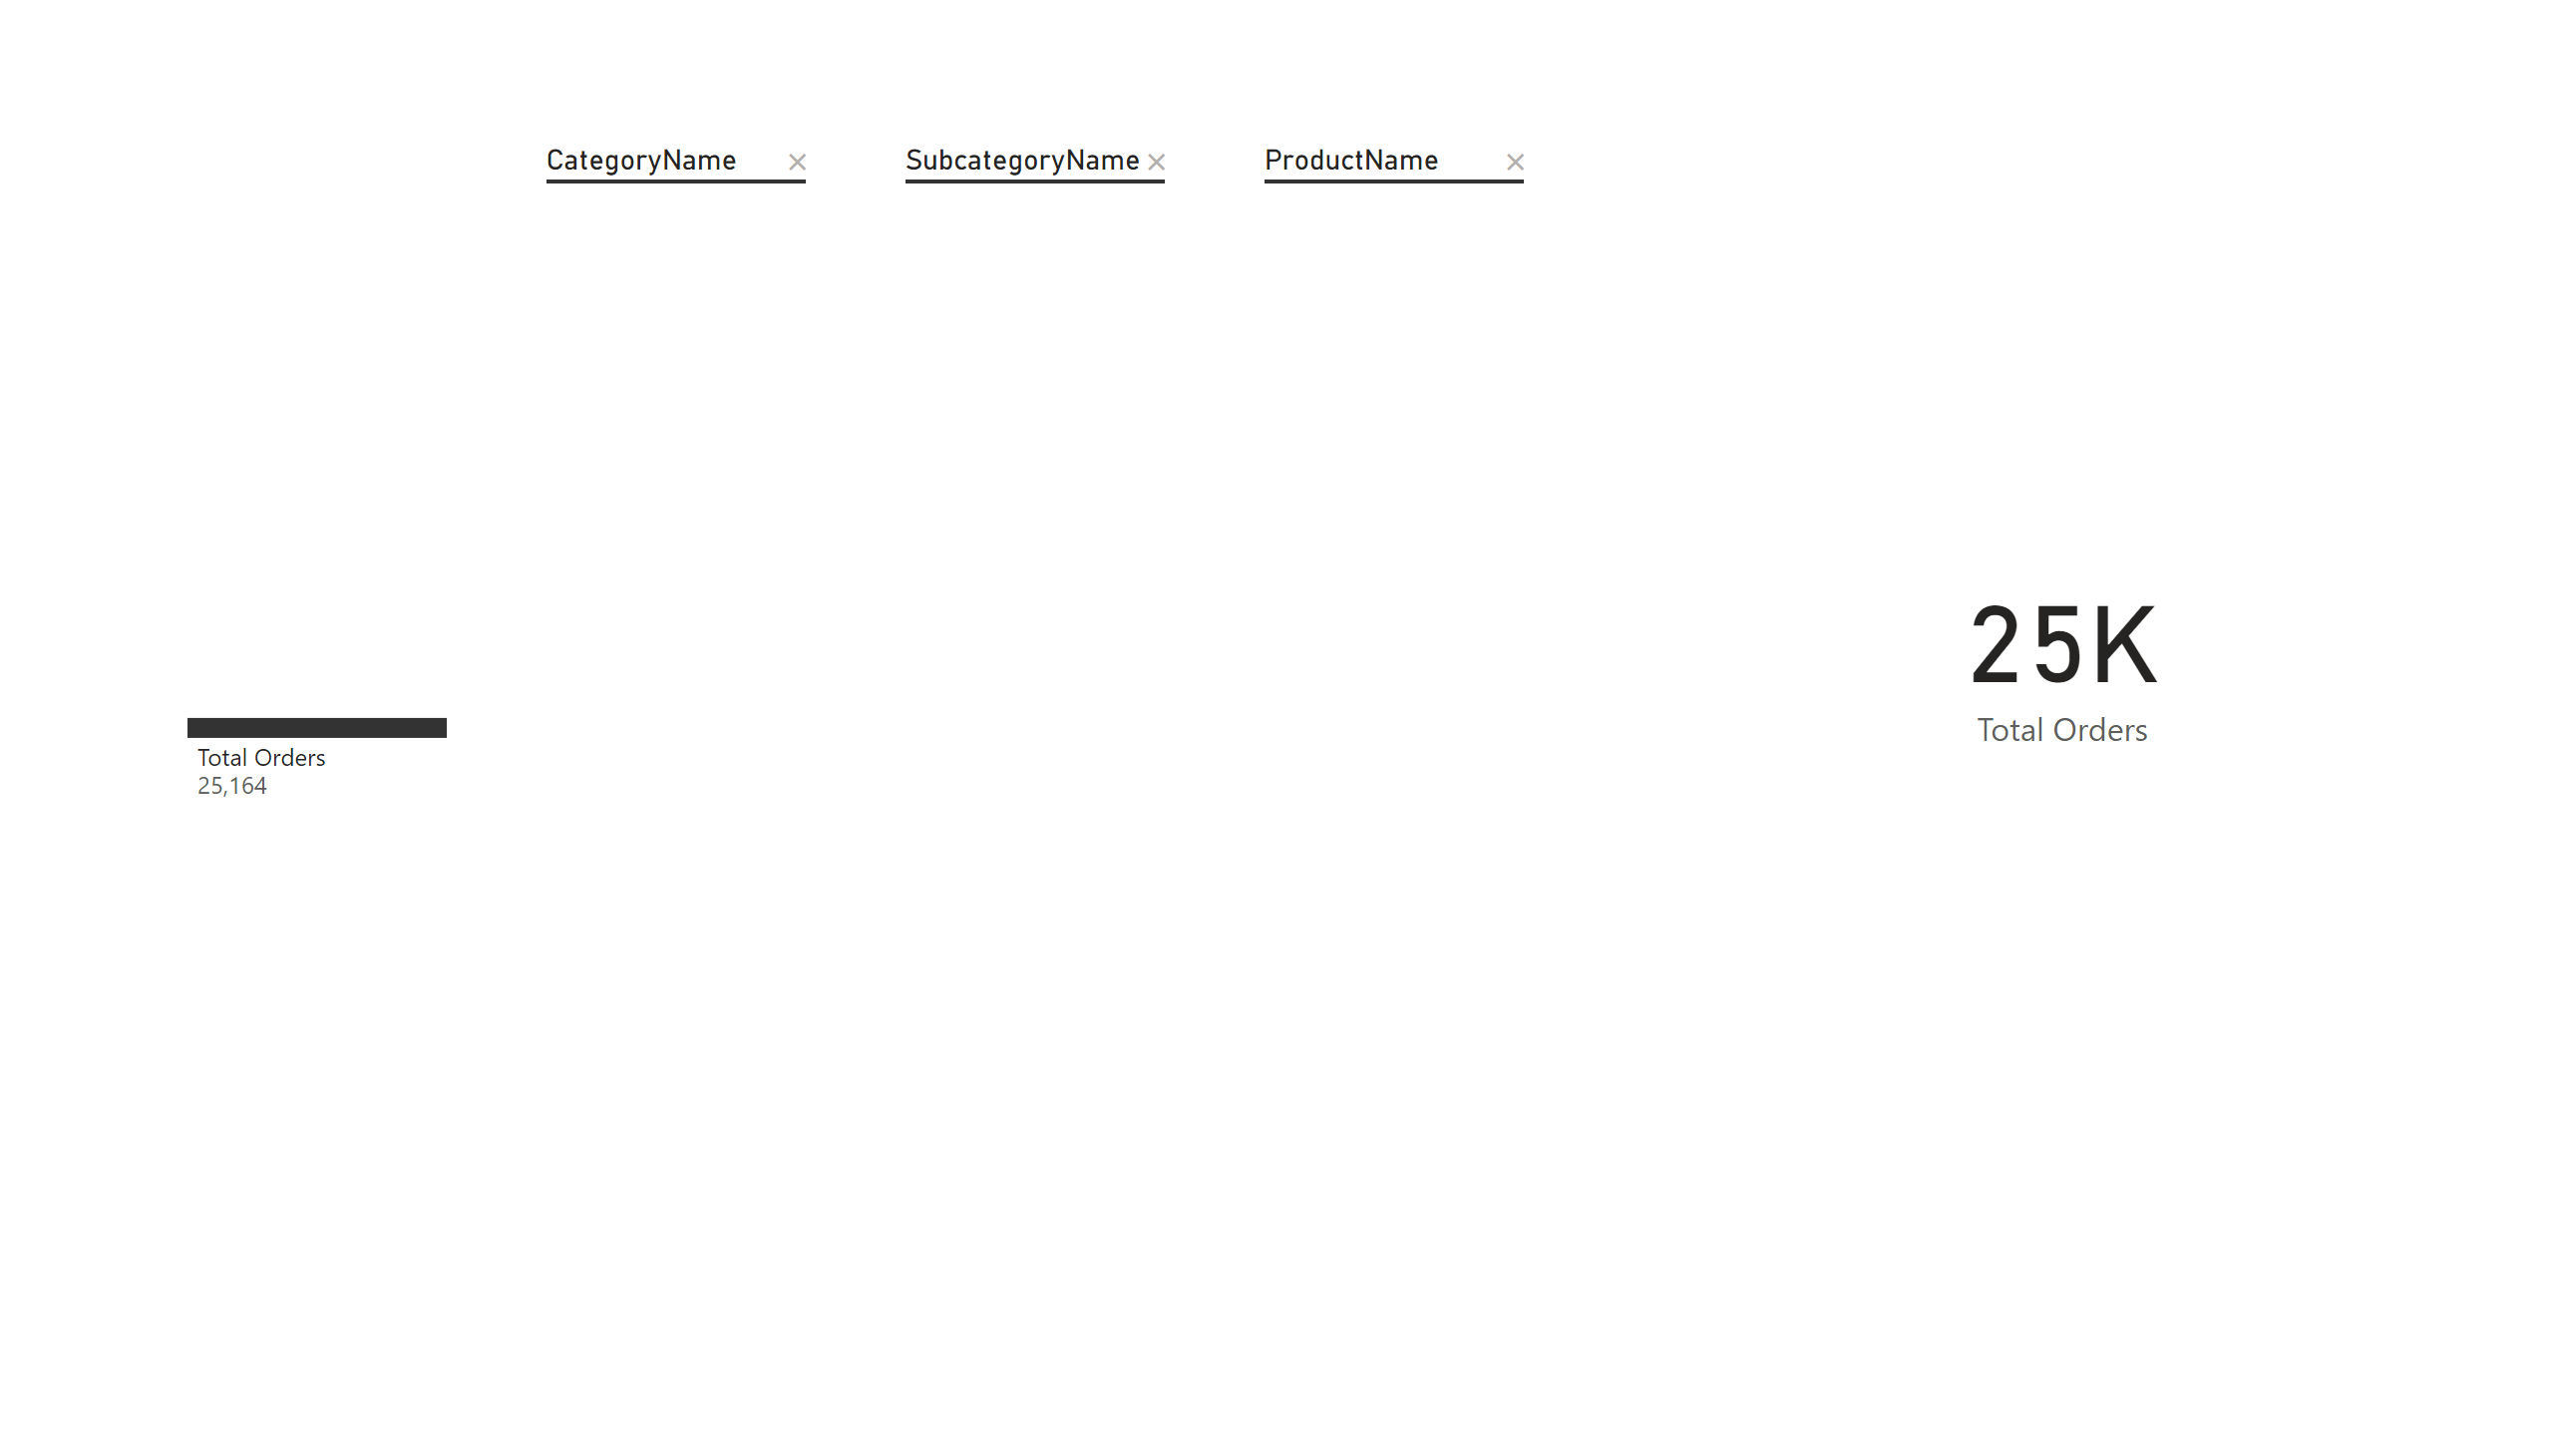 CategoryName
SubcategoryName
ProductName
25K
Total Orders
Total Orders
25,164